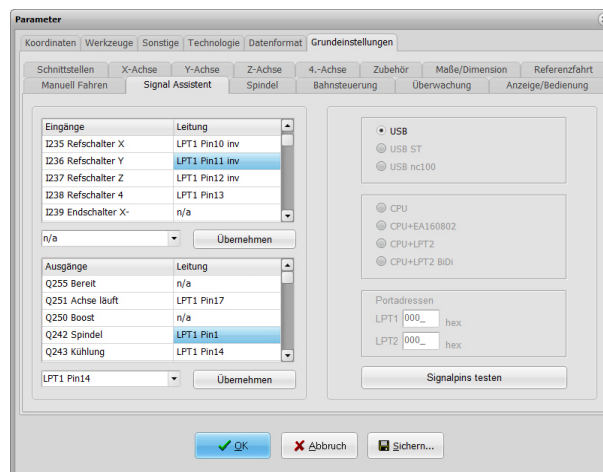 Parameter
Koordinaten Werkzeuge Sonstige Technologie Datenformat Grundeinstellungen
Schnittstellen X-Achse Y-Achse Z-Achse 4.-Achse Zubehör Maße/Dimension Referenzfahrt
Manuell Fahren Signal Assistent Spindel Bahnsteuerung Überwachung Anzeige/Bedienung
Eingänge Leitung
I235 Refschalter X LPT1 Pin10 inv
I236 Refschalter Y LPT1 Pin11 inv
I237 Refschalter Z LPT1 Pin12 inv
I238 Refschalter 4 LPT1 Pin13
I239 Endschalter X- n/a
n/a Übernehmen
Ausgänge Leitung
Q255 Bereit n/a
Q251 Achse läuft LPT1 Pin17
Q250 Boost n/a
Q242 Spindel LPT1 Pin1
Q243 Kühlung LPT1 Pin14
LPT1 Pin14 Übernehmen
USB
USB ST
USB nc100
CPU
CPU+EA160802
CPU+LPT2
CPU+LPT2 BiDi
Portadressen
LPT1 000_ hex
LPT2 000_ hex
Signalpins testen
OK Abbruch Sichern...